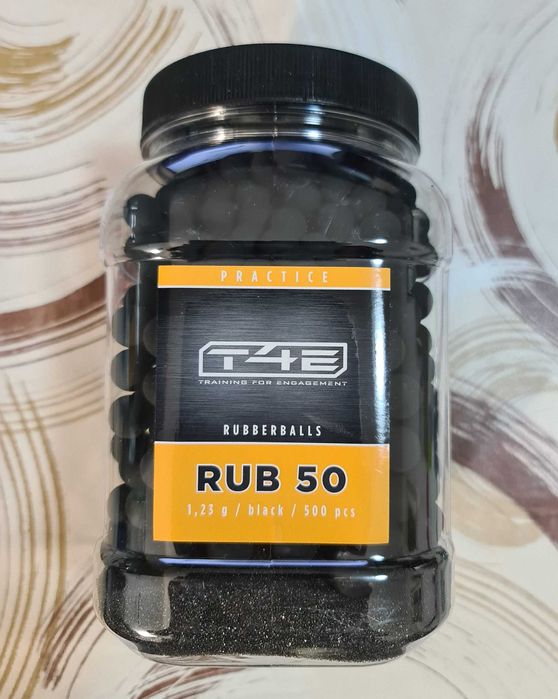 PRACTICE
T4E
TRAINING FOR ENGAGEMENT
RUBBERBALLS
RUB 50
1,23 g / black / 500 pcs